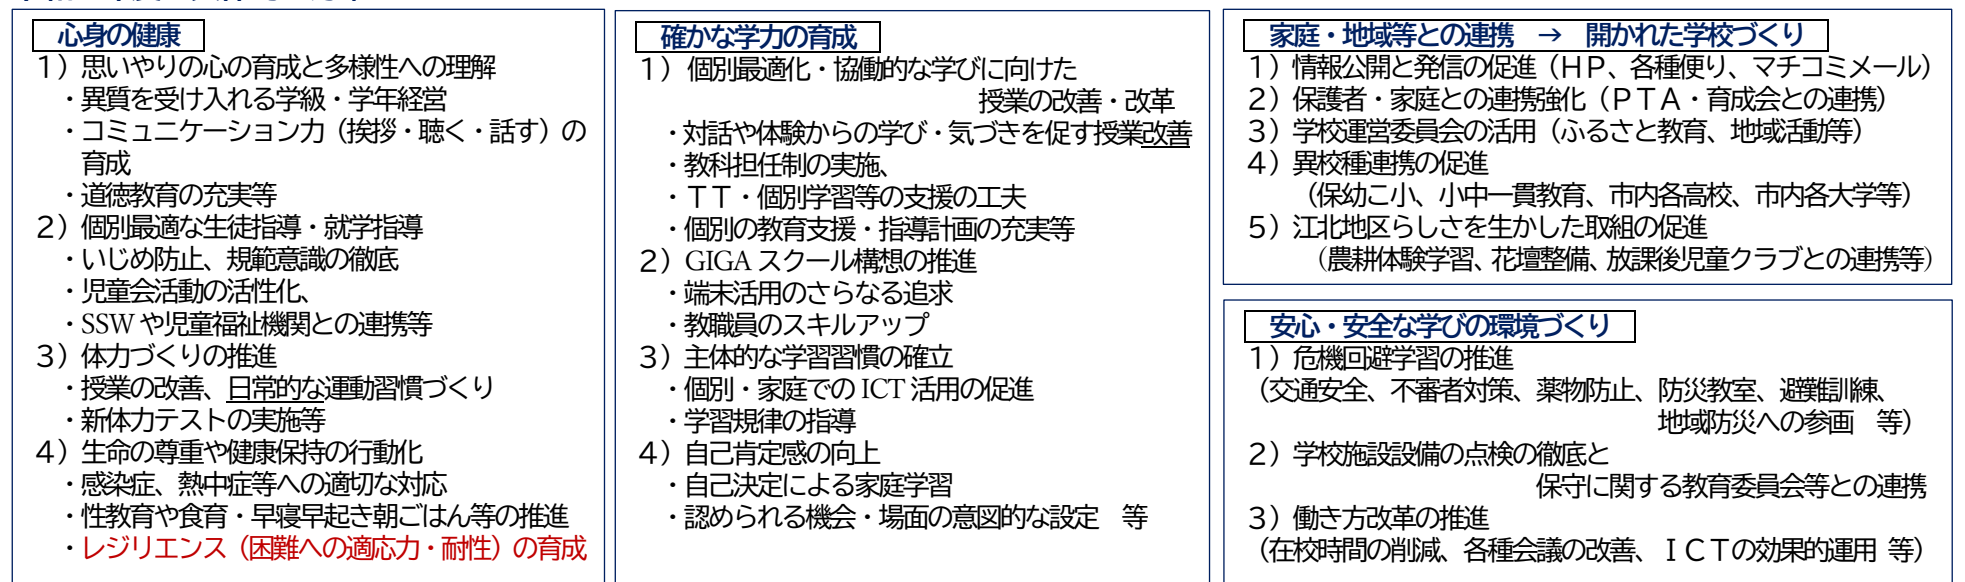 心身の健康
１）思いやりの心の育成と多様性への理解
・異質を受け入れる学級・学年経営
・コミュニケーション力（挨拶・聴く・話す）の
育成
・道徳教育の充実等
２）個別最適な生徒指導・就学指導
・いじめ防止、規範意識の徹底
・児童会活動の活性化、
・SSWや児童福祉機関との連携等
３）体力づくりの推進
・授業の改善、日常的な運動習慣づくり
・新体力テストの実施等
４）生命の尊重や健康保持の行動化
・感染症、熱中症等への適切な対応
・性教育や食育・早寝早起き朝ごはん等の推進
・レジリエンス（困難への適応力・耐性）の育成
確かな学力の育成
１）個別最適化・協働的な学びに向けた
授業の改善・改革
・対話や体験からの学び・気づきを促す授業改善
・教科担任制の実施、
・ＴＴ・個別学習等の支援の工夫
・個別の教育支援・指導計画の充実等
２）GIGAスクール構想の推進
・端末活用のさらなる追求
・教職員のスキルアップ
３）主体的な学習習慣の確立
・個別・家庭でのICT活用の促進
・学習規律の指導
４）自己肯定感の向上
・自己決定による家庭学習
・認められる機会・場面の意図的な設定　等
家庭・地域等との連携　→　開かれた学校づくり
１）情報公開と発信の促進（ＨＰ、各種便り、マチコミメール）
２）保護者・家庭との連携強化（ＰＴＡ・育成会との連携）
３）学校運営委員会の活用（ふるさと教育、地域活動等）
４）異校種連携の促進
（保幼こ小、小中一貫教育、市内各高校、市内各大学等）
５）江北地区らしさを生かした取組の促進
（農耕体験学習、花壇整備、放課後児童クラブとの連携等）
安心・安全な学びの環境づくり
１）危機回避学習の推進
（交通安全、不審者対策、薬物防止、防災教室、避難訓練、
地域防災への参画　等）
２）学校施設設備の点検の徹底と
保守に関する教育委員会等との連携
３）働き方改革の推進
（在校時間の削減、各種会議の改善、ＩＣＴの効果的運用 等）